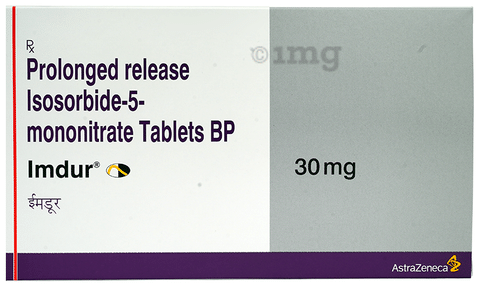 Rx
Prolonged release
Isosorbide-5-
mononitrate Tablets BP
Imdur®
ईमडूर
30 mg
AstraZeneca
1mg